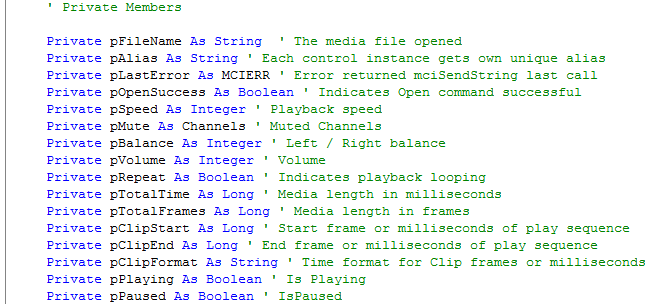 ' Private Members
Private pFileName As String ' The media file opened
Private pAlias As String ' Each control instance gets own unique alias
Private pLastError As MCIERR ' Error returned mciSendString last call
Private pOpenSuccess As Boolean ' Indicates Open command successful
Private pSpeed As Integer ' Playback speed
Private pMute As Channels ' Muted Channels
Private pBalance As Integer ' Left / Right balance
Private pVolume As Integer ' Volume
Private pRepeat As Boolean ' Indicates playback looping
Private pTotalTime As Long ' Media length in milliseconds
Private pTotalFrames As Long ' Media length in frames
Private pClipStart As Long ' Start frame or milliseconds of play sequence
Private pClipEnd As Long ' End frame or milliseconds of play sequence
Private pClipFormat As String ' Time format for Clip frames or milliseconds
Private pPlaying As Boolean ' Is Playing
Private pPaused As Boolean ' IsPaused